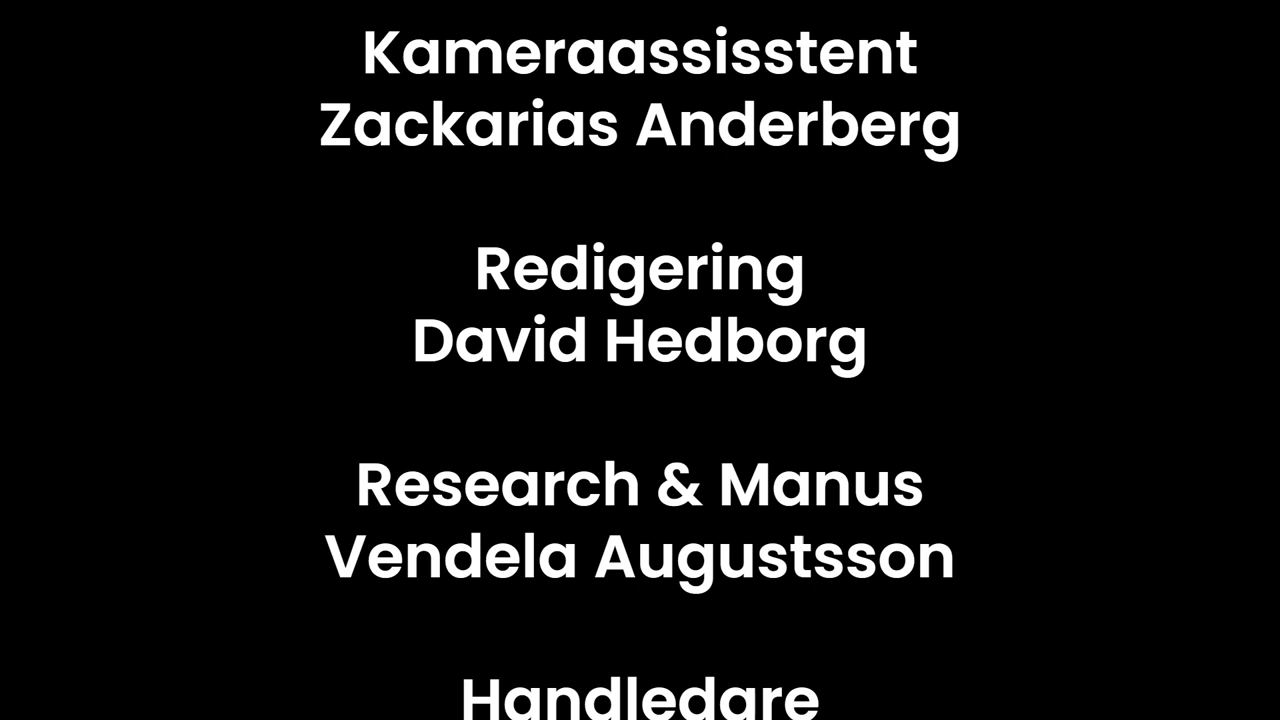 Kameraassisstent
Zackarias Anderberg
Redigering
David Hedborg
Research & Manus
Vendela Augustsson
Handledare